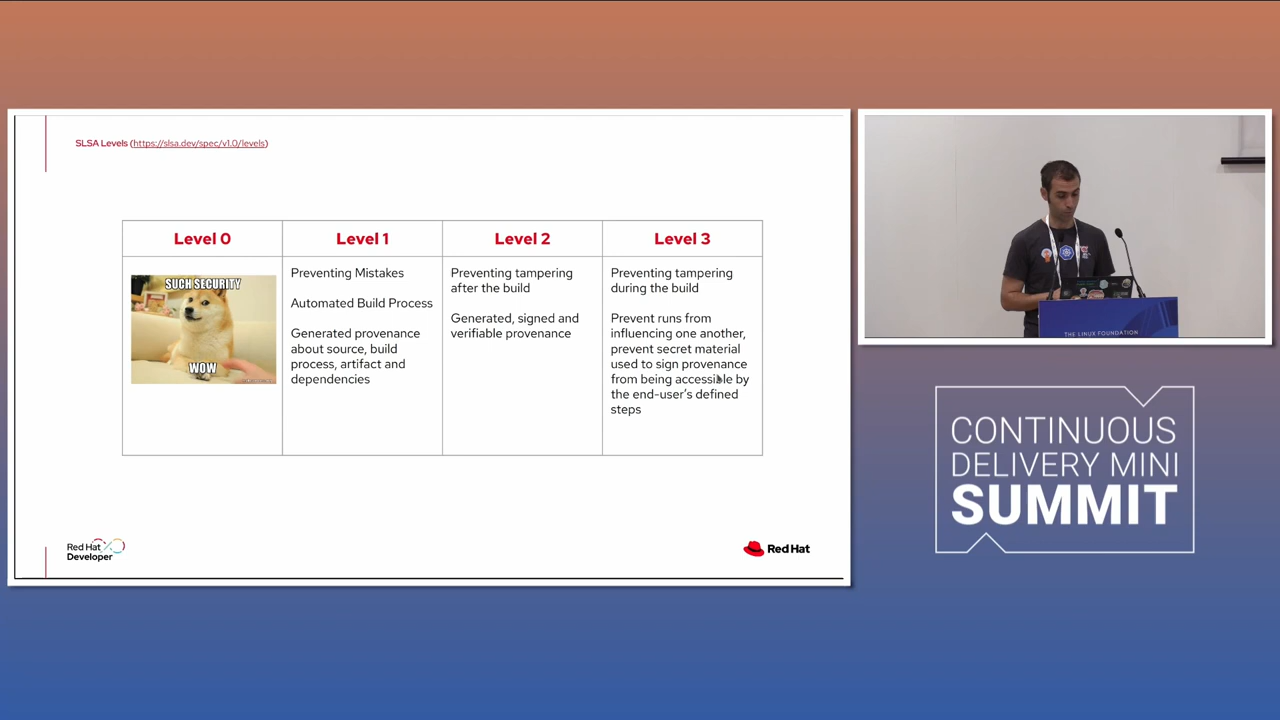 SLSA Levels (https://slsa.dev/spec/v1.0/levels)
Level 0
Level 1
Level 2
Level 3
SUCH SECURITY
WOW
Preventing Mistakes
Automated Build Process
Generated provenance
about source, build
process, artifact and
dependencies
Preventing tampering
after the build
Generated, signed and
verifiable provenance
Preventing tampering
during the build
Prevent runs from
influencing one another,
prevent secret material
used to sign provenance
from being accessible by
the end-user's defined
steps
Red Hat
Developer
Red Hat
THE LINUX FOUNDATION
CONTINUOUS
DELIVERY MINI
SUMMIT